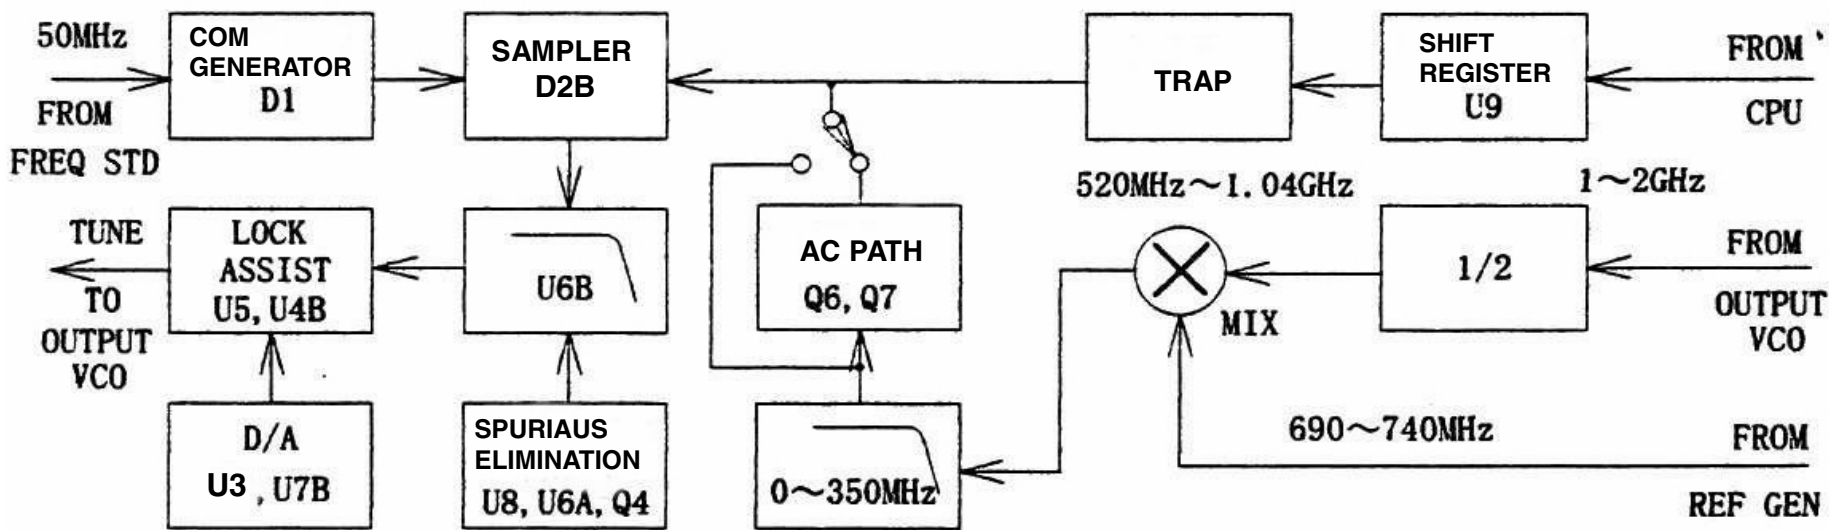 50MHz
FROM
FREQ STD
COM
GENERATOR
D1
SAMPLER
D2B
TRAP
SHIFT
REGISTER
U9
FROM
CPU
TUNE
TO
OUTPUT
VCO
LOCK
ASSIST
U5, U4B
U6B
AC PATH
Q6, Q7
520MHz～1.04GHz
MIX
1～2GHz
1/2
FROM
OUTPUT
VCO
D/A
U3 , U7B
SPURIAUS
ELIMINATION
U8, U6A, Q4
0～350MHz
690～740MHz
FROM
REF GEN